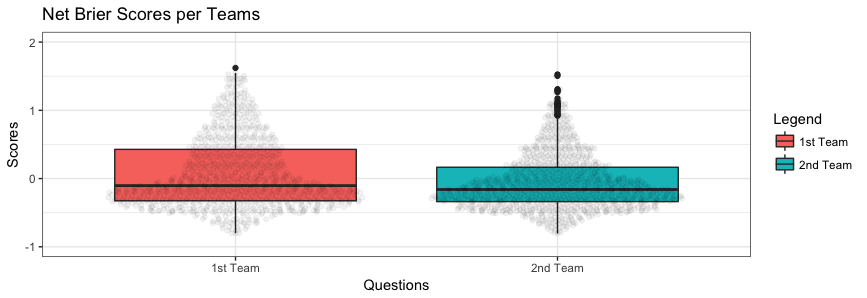 Net Brier Scores per Teams
2
1
0
-1
Scores
1st Team
2nd Team
Questions
Legend
1st Team
2nd Team